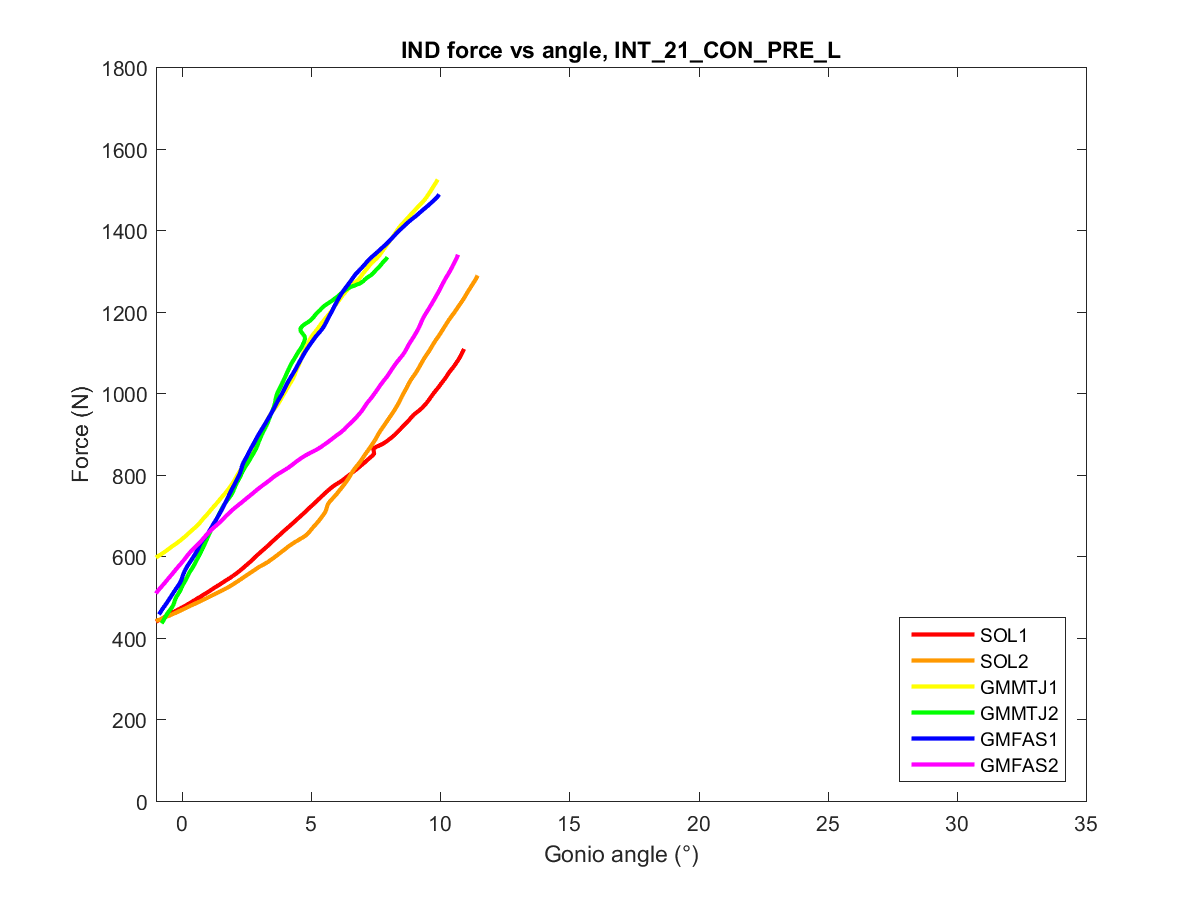 IND force vs angle, INT_21_CON_PRE_L
1800
1600
1400
1200
1000
800
600
400
200
0
Force (N)
0 5 10 15 20 25 30 35
Gonio angle (°)
SOL1
SOL2
GMMTJ1
GMMTJ2
GMFAS1
GMFAS2